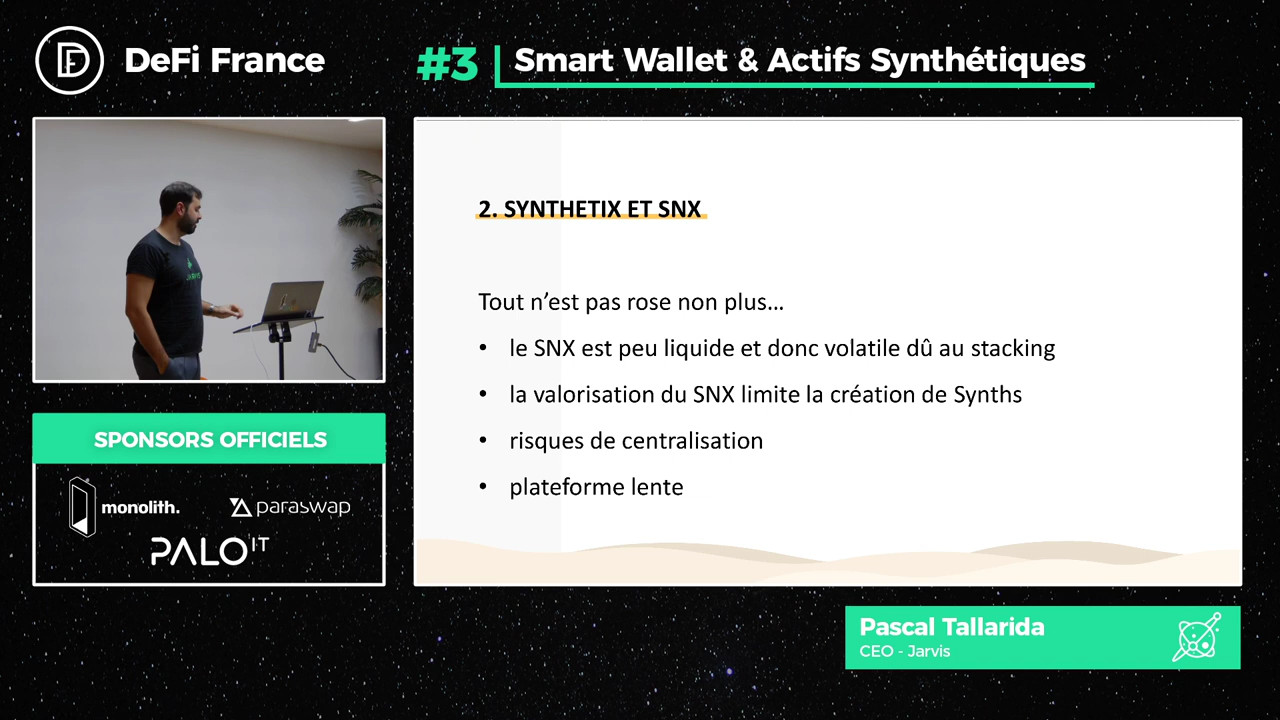 DeFi France
#3
Smart Wallet & Actifs Synthétiques
2. SYNTHETIX ET SNX
Tout n’est pas rose non plus…
• le SNX est peu liquide et donc volatile dû au stacking
• la valorisation du SNX limite la création de Synths
• risques de centralisation
• plateforme lente
SPONSORS OFFICIELS
monolith.
paraswap
PALO IT
Pascal Tallarida
CEO - Jarvis